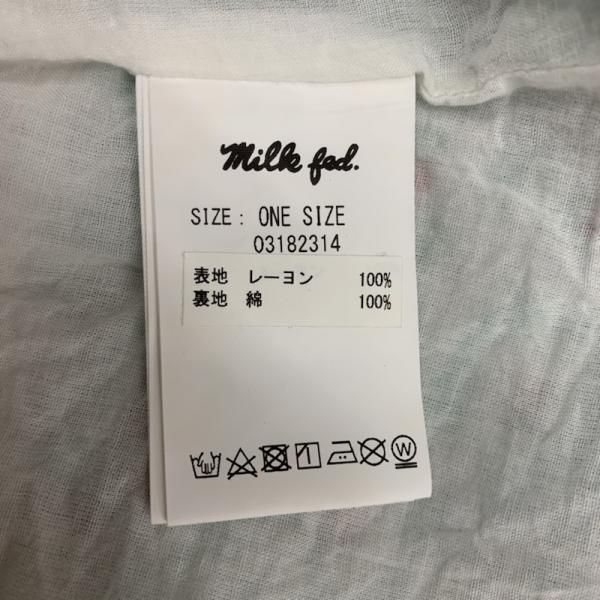 Milk fed.
SIZE: ONE SIZE
03182314
表地 レーヨン 100%
裏地 綿 100%
W